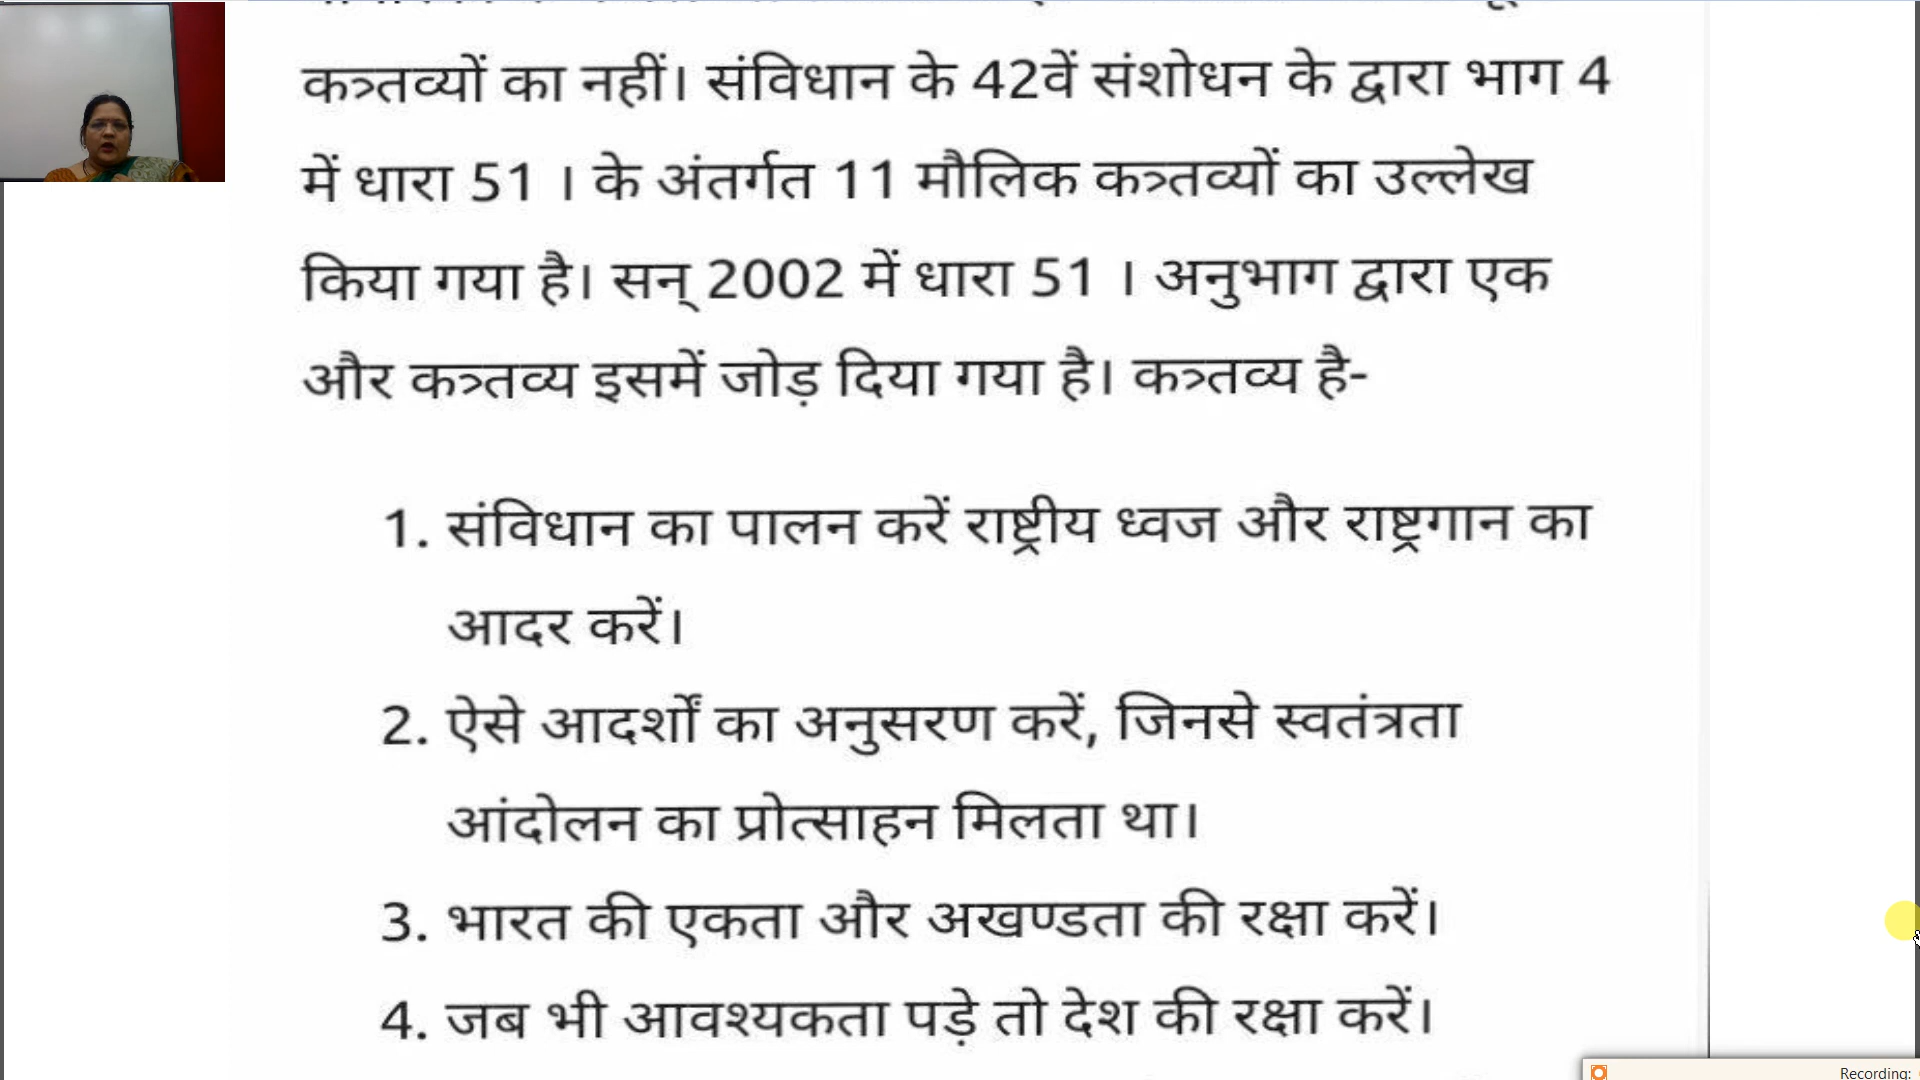 कत्र्तव्यों का नहीं। संविधान के 42वें संशोधन के द्वारा भाग 4
में धारा 51 । के अंतर्गत 11 मौलिक कत्र्तव्यों का उल्लेख
किया गया है। सन् 2002 में धारा 51 । अनुभाग द्वारा एक
और कत्र्तव्य इसमें जोड़ दिया गया है। कत्र्तव्य है-
1. संविधान का पालन करें राष्ट्रीय ध्वज और राष्ट्रगान का
आदर करें।
2. ऐसे आदर्शों का अनुसरण करें, जिनसे स्वतंत्रता
आंदोलन का प्रोत्साहन मिलता था।
3. भारत की एकता और अखण्डता की रक्षा करें।
4. जब भी आवश्यकता पड़े तो देश की रक्षा करें।
Recording: